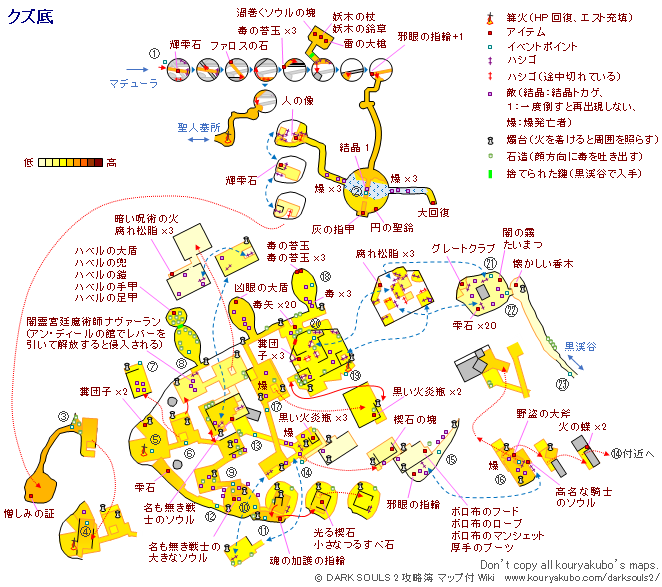 クズ底
渦巻くソウルの塊
妖木の杖
妖木の鈴草
雷の大槍
毒の苔玉 ×3
ファロスの石
輝雫石
①
マデューラ
邪眼の指輪+1
篝火(HP回復、エスト充填)
アイテム
イベントポイント
ハシゴ
ハシゴ(途中切れている)
敵(結晶:結晶トカゲ、
1:一度倒すと再出現しない、
爆:爆発亡者)
燭台(火を着けると周囲を照らす)
石造(顔方向に毒を吐き出す)
捨てられた鍵(黒渓谷で入手)
人の像
聖人墓所
低
高
結晶 1
爆 ×3
②
爆 ×3
輝雫石
大回復
灰の指甲
円の聖鈴
暗い呪術の火
腐れ松脂 ×3
毒の苔玉
毒の苔玉 ×3
腐れ松脂 ×3
グレートクラブ
闇の霧
たいまつ
懐かしい香木
ハベルの大盾
ハベルの兜
ハベルの鎧
ハベルの手甲
ハベルの足甲
凶眼の大盾
毒矢 ×20
毒 ×3
⑱
㉑
㉒
雫石 ×20
闇霊宮廷魔術師ナヴァーラン
(アン・ディールの館でレバーを
引いて解放すると侵入される)
糞団
子 ×3
⑳
⑲
黒渓谷
㉓
⑦
⑧
糞団子 ×2
爆
⑰
黒い火炎瓶 ×2
黒い火炎瓶 ×3
楔石の塊
野盗の大斧
火の蝶 ×2
③
⑤
⑥
⑬
爆
⑭
⑭付近へ
⑮
爆
⑯
雫石
⑨
憎しみの証
④
名も無き戦
士のソウル
⑫
⑩
⑪
邪眼の指輪
高名な騎士
のソウル
名も無き戦士の
大きなソウル
光る楔石
小さなつるすべ石
魂の加護の指輪
ボロ布のフード
ボロ布のローブ
ボロ布のマンシェット
厚手のブーツ
Don't copy all kouryakubo's maps.
© DARK SOULS 2 攻略簿 マップ付 Wiki www.kouryakubo.com/darksouls2/